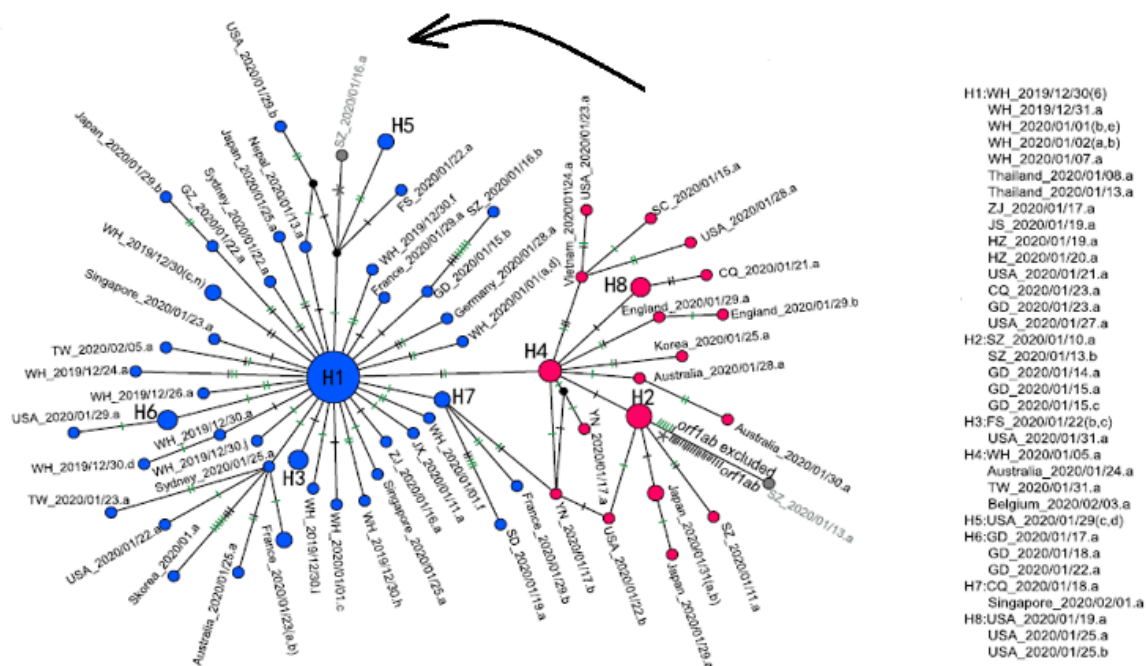 USA_2020/01/29.b
SZ_2020/01/16.a
H5
Japan_2020/01/29.b
GZ_2020/01/22.a
Sydney_2020/01/22.a
Japan_2020/01/25.a
Nepal_2020/01/13.a
FS_2020/01/22.a
WH_2019/12/30.f
France_2020/01/29.a
SZ_2020/01/16.b
GD_2020/01/15.b
Germany_2020/01/28.a
WH_2020/01/01(a,d)
WH_2019/12/30(c,n)
Singapore_2020/01/23.a
TW_2020/02/05.a
WH_2019/12/24.a
WH_2019/12/26.a
USA_2020/01/29.a
H6
H1
WH_2019/12/30.a
WH_2019/12/30.d
WH_2019/12/30.j
Sydney_2020/01/25.a
TW_2020/01/23.a
USA_2020/01/22.a
Skorea_2020/01.a
Australia_2020/01/25.a
France_2020/01/23(a,b)
H3
WH_2019/12/30.i
WH_2020/01/01.c
WH_2019/12/30.h
Singapore_2020/01/25.a
ZJ_2020/01/16.a
JX_2020/01/11.a
WH_2020/01/01.f
H7
SD_2020/01/19.a
France_2020/01/29.b
YN_2020/01/17.b
USA_2020/01/22.b
YN_2020/01/17.a
H4
Vietnam_2020/01/24.a
USA_2020/01/23.a
SC_2020/01/15.a
USA_2020/01/28.a
H8
CQ_2020/01/21.a
England_2020/01/29.a
England_2020/01/29.b
Korea_2020/01/25.a
Australia_2020/01/28.a
H2
Australia_2020/01/30.a
orf1ab excluded
orf1ab
SZ_2020/01/13.a
SZ_2020/01/11.a
Japan_2020/01/31(a,b)
Japan_2020/01/29.a
H1:WH_2019/12/30(6)
WH_2019/12/31.a
WH_2020/01/01(b,e)
WH_2020/01/02(a,b)
WH_2020/01/07.a
Thailand_2020/01/08.a
Thailand_2020/01/13.a
ZJ_2020/01/17.a
JS_2020/01/19.a
HZ_2020/01/19.a
HZ_2020/01/20.a
USA_2020/01/21.a
CQ_2020/01/23.a
GD_2020/01/23.a
USA_2020/01/27.a
H2:SZ_2020/01/10.a
SZ_2020/01/13.b
GD_2020/01/14.a
GD_2020/01/15.a
GD_2020/01/15.c
H3:FS_2020/01/22(b,c)
USA_2020/01/31.a
H4:WH_2020/01/05.a
Australia_2020/01/24.a
TW_2020/01/31.a
Belgium_2020/02/03.a
H5:USA_2020/01/29(c,d)
H6:GD_2020/01/17.a
GD_2020/01/18.a
GD_2020/01/22.a
H7:CQ_2020/01/18.a
Singapore_2020/02/01.a
H8:USA_2020/01/19.a
USA_2020/01/25.a
USA_2020/01/25.b